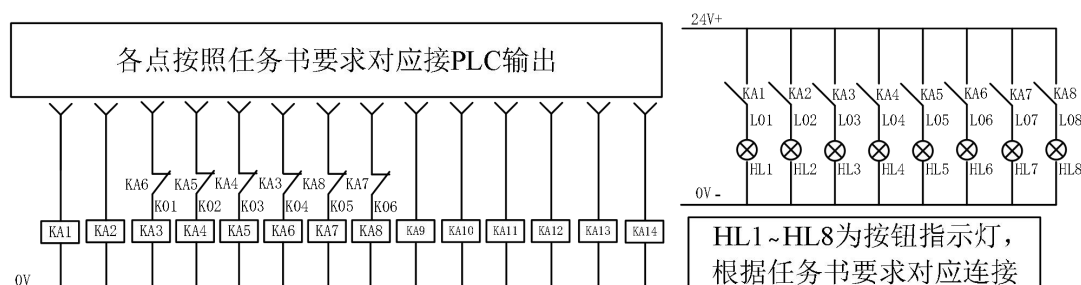 各点按照任务书要求对应接PLC输出
KA6 KA5 KA4 KA3 KA8 KA7
K01 K02 K03 K04 K05 K06
KA1 KA2 KA3 KA4 KA5 KA6 KA7 KA8 KA9 KA10 KA11 KA12 KA13 KA14
0V
24V+
KA1 KA2 KA3 KA4 KA5 KA6 KA7 KA8
L01 L02 L03 L04 L05 L06 L07 L08
HL1 HL2 HL3 HL4 HL5 HL6 HL7 HL8
0V-
HL1~HL8为按钮指示灯，
根据任务书要求对应连接